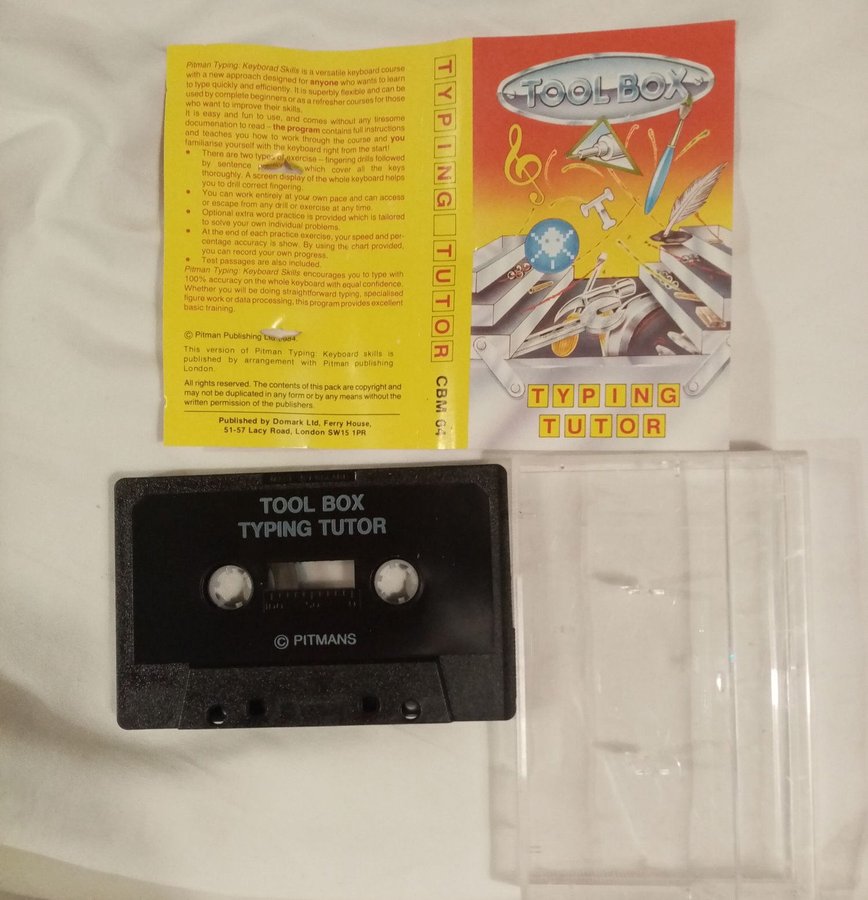 Pitman Typing: Keyborad Skills is a versatile keyboard course
with a new approach designed for anyone who wants to learn
to type quickly and efficiently. It is superbly flexible and can be
used by complete beginners or as a refresher courses for those
who want to improve their skills.
It is easy and fun to use, and comes without any tiresome
documenation to read – the program contains full instructions
and teaches you how to work through the course and you
familiarise yourself with the keyboard right from the start!
• There are two types of exercise – fingering drills followed
by sentence which cover all the keys
thoroughly. A screen display of the whole keyboard helps
you to drill correct fingering.
• You can work entirely at your own pace and can access
or escape from any drill or exercise at any time.
• Optional extra word practice is provided which is tailored
to solve your own individual problems.
• At the end of each practice exercise, your speed and per-
centage accuracy is show. By using the chart provided,
you can record your own progress.
• Test passages are also included.
Pitman Typing: Keyboard Skills encourages you to type with
100% accuracy on the whole keyboard with equal confidence.
Whether you will be doing straightforward typing, specialised
figure work or data processing, this program provides excellent
basic training.
© Pitman Publishing Ltd 1984.
This version of Pitman Typing: Keyboard skills is
published by arrangement with Pitman publishing
London.
All rights reserved. The contents of this pack are copyright and
may not be duplicated in any form or by any means without the
written permission of the publishers.
Published by Domark Ltd, Ferry House,
51-57 Lacy Road, London SW15 1PR
TYPING TUTOR CBM 64
TOOL BOX
T
TYPING
TUTOR
TOOL BOX
TYPING TUTOR
100 50 0
© PITMANS